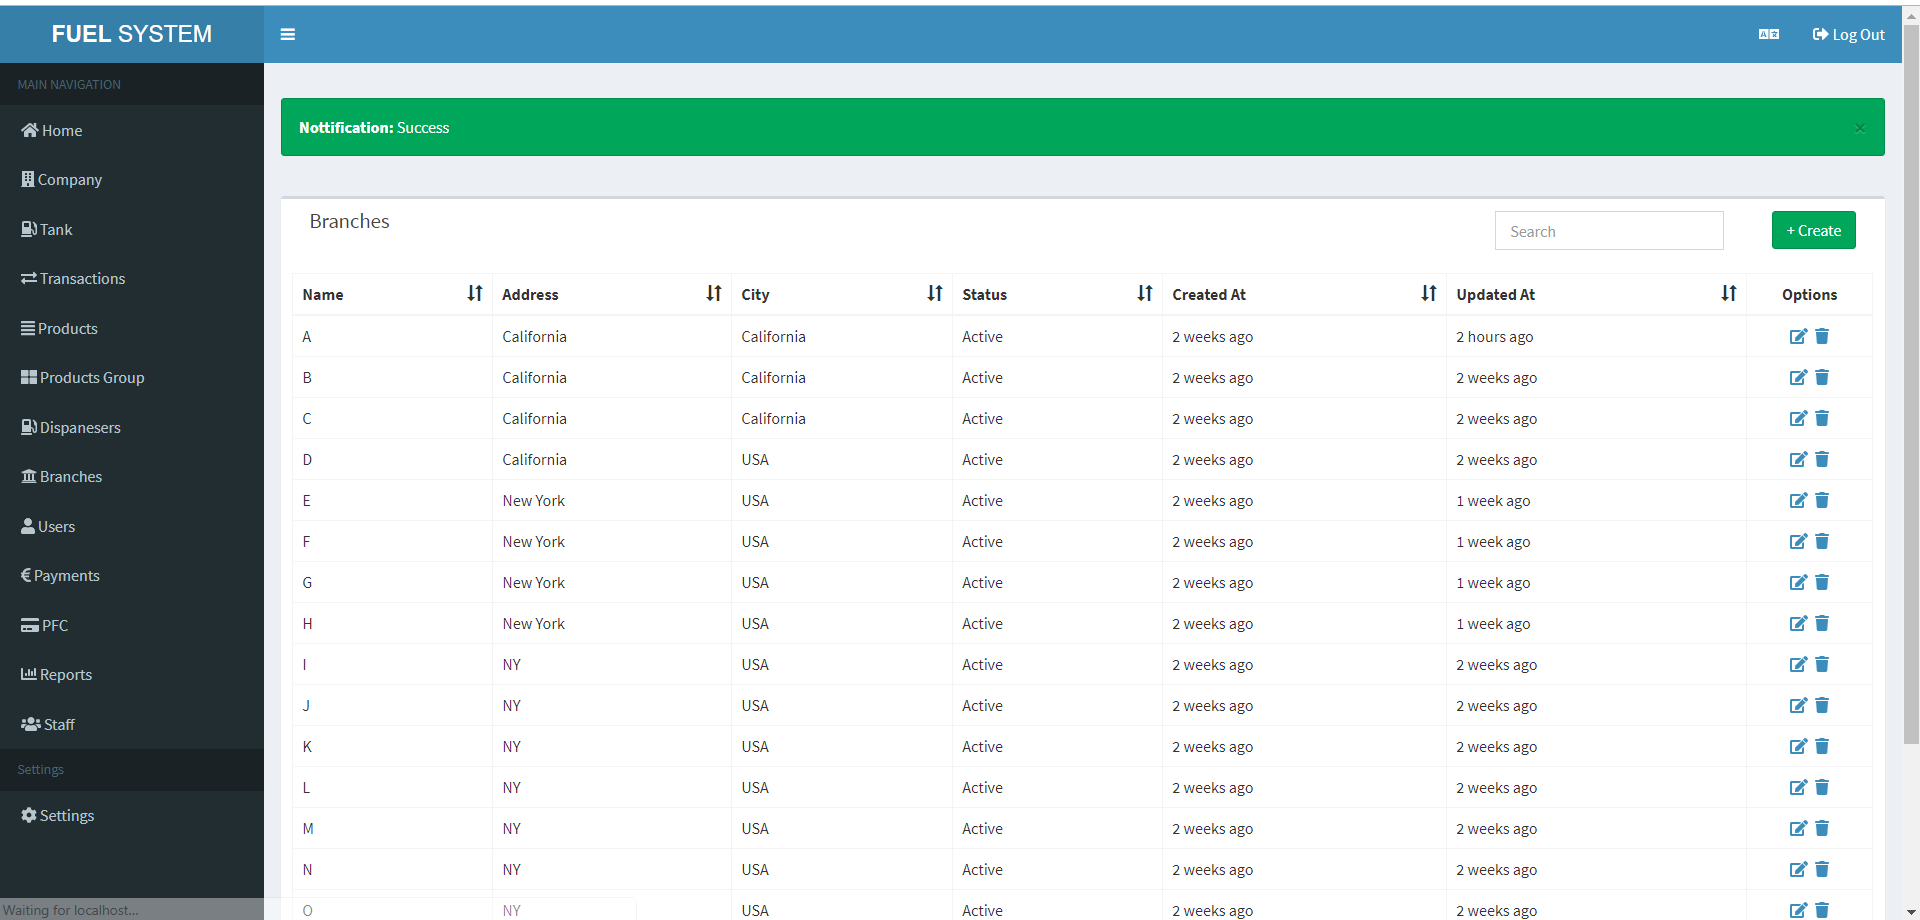 FUEL SYSTEM
Log Out
MAIN NAVIGATION
Home
Company
Tank
Transactions
Products
Products Group
Dispanesers
Branches
Users
Payments
PFC
Reports
Staff
Settings
Settings
Waiting for localhost...
Nottification: Success ×
Branches
Search
+ Create
Name Address City Status Created At Updated At Options
A California California Active 2 weeks ago 2 hours ago
B California California Active 2 weeks ago 2 weeks ago
C California California Active 2 weeks ago 2 weeks ago
D California USA Active 2 weeks ago 2 weeks ago
E New York USA Active 2 weeks ago 1 week ago
F New York USA Active 2 weeks ago 1 week ago
G New York USA Active 2 weeks ago 1 week ago
H New York USA Active 2 weeks ago 1 week ago
I NY USA Active 2 weeks ago 2 weeks ago
J NY USA Active 2 weeks ago 2 weeks ago
K NY USA Active 2 weeks ago 2 weeks ago
L NY USA Active 2 weeks ago 2 weeks ago
M NY USA Active 2 weeks ago 2 weeks ago
N NY USA Active 2 weeks ago 2 weeks ago
O NY USA Active 2 weeks ago 2 weeks ago